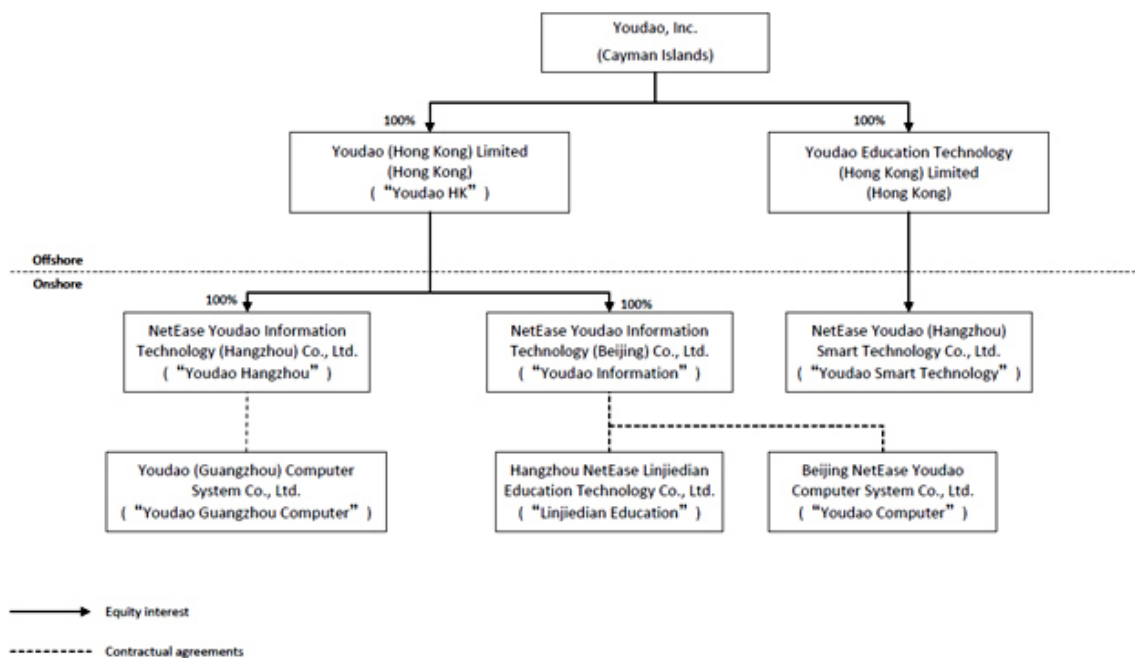 Youdao, Inc.
(Cayman Islands)
100%
100%
Youdao (Hong Kong) Limited
(Hong Kong)
(“Youdao HK”)
Youdao Education Technology
(Hong Kong) Limited
(Hong Kong)
Offshore
Onshore
100%
100%
NetEase Youdao Information
Technology (Hangzhou) Co., Ltd.
(“Youdao Hangzhou”)
NetEase Youdao Information
Technology (Beijing) Co., Ltd.
(“Youdao Information”)
NetEase Youdao (Hangzhou)
Smart Technology Co., Ltd.
(“Youdao Smart Technology”)
Youdao (Guangzhou) Computer
System Co., Ltd.
(“Youdao Guangzhou Computer”)
Hangzhou NetEase Linjiedian
Education Technology Co., Ltd.
(“Linjiedian Education”)
Beijing NetEase Youdao
Computer System Co., Ltd.
(“Youdao Computer”)
Equity interest
Contractual agreements